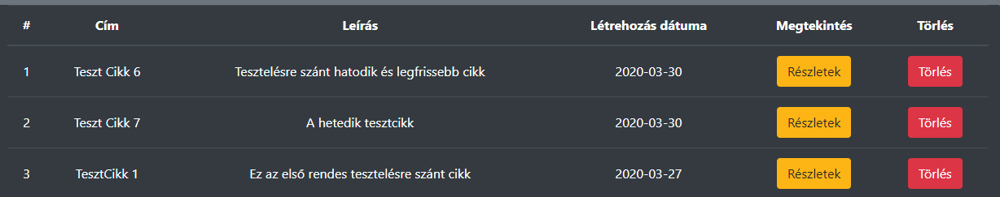 # Cím Leírás Létrehozás dátuma Megtekintés Törlés
1 Teszt Cikk 6 Tesztelésre szánt hatodik és legfrissebb cikk 2020-03-30 Részletek Törlés
2 Teszt Cikk 7 A hetedik tesztcikk 2020-03-30 Részletek Törlés
3 TesztCikk 1 Ez az első rendes tesztelésre szánt cikk 2020-03-27 Részletek Törlés